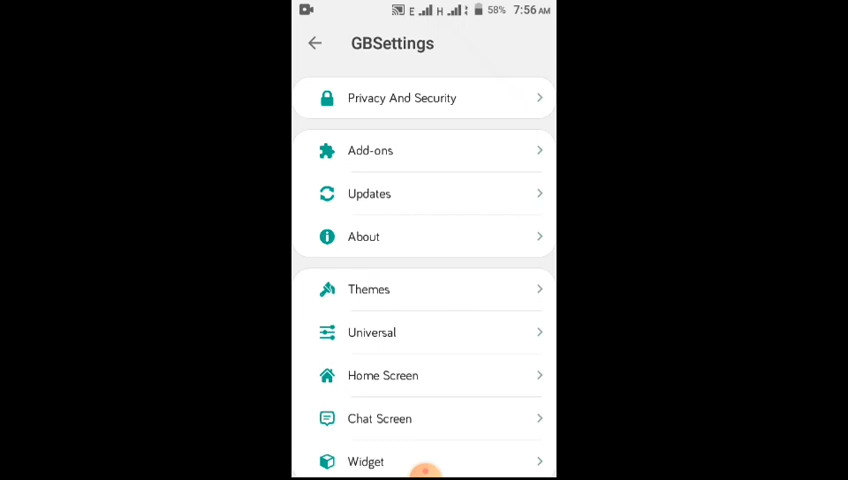 E H 58% 7:56 AM
GBSettings
Privacy And Security
Add-ons
Updates
About
Themes
Universal
Home Screen
Chat Screen
Widget